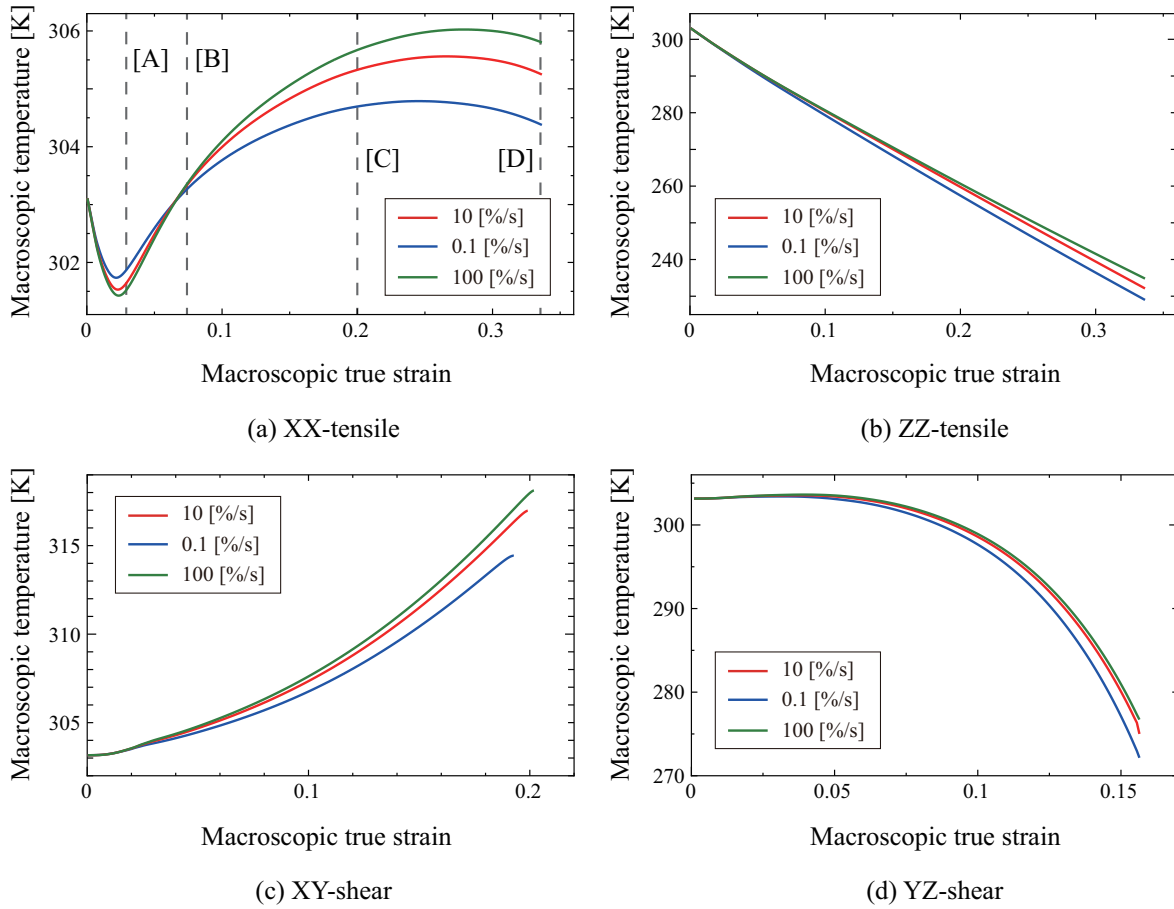 Macroscopic temperature [K]
306
304
302
[A]
[B]
[C]
[D]
10 [%/s]
0.1 [%/s]
100 [%/s]
0
0.1
0.2
0.3
Macroscopic true strain
(a) XX-tensile
Macroscopic temperature [K]
300
280
260
240
10 [%/s]
0.1 [%/s]
100 [%/s]
0
0.1
0.2
0.3
Macroscopic true strain
(b) ZZ-tensile
Macroscopic temperature [K]
315
310
305
10 [%/s]
0.1 [%/s]
100 [%/s]
0
0.1
0.2
Macroscopic true strain
(c) XY-shear
Macroscopic temperature [K]
300
290
280
270
10 [%/s]
0.1 [%/s]
100 [%/s]
0
0.05
0.1
0.15
Macroscopic true strain
(d) YZ-shear